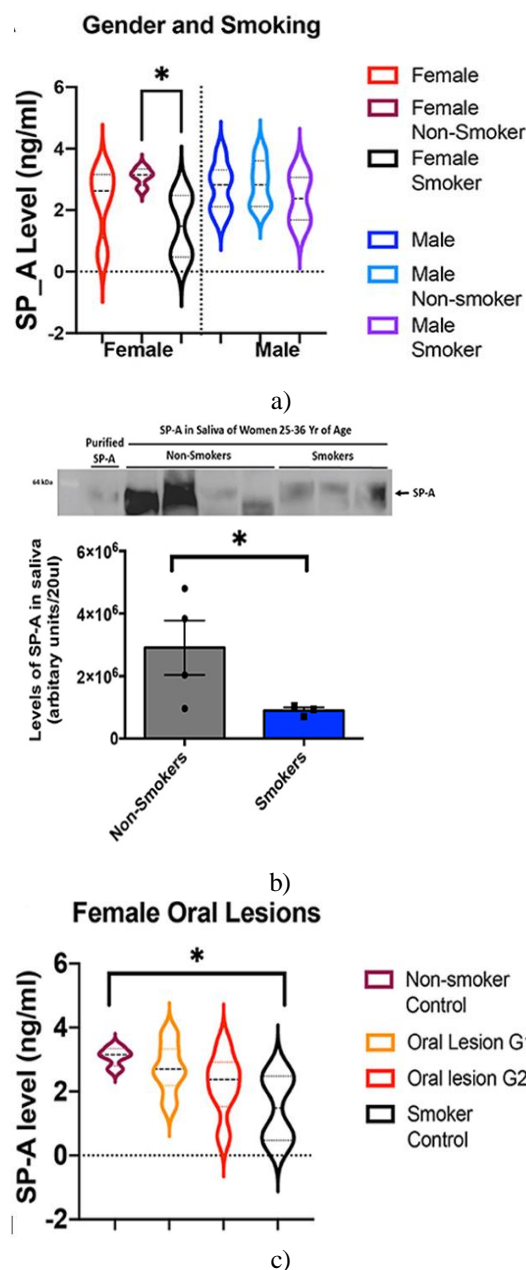 Gender and Smoking
*
SP_A Level (ng/ml)
6
4
2
0
-2
Female
Male
Female
Female
Non-Smoker
Female
Smoker
Male
Male
Non-smoker
Male
Smoker
a)
SP-A in Saliva of Women 25-36 Yr of Age
Purified
SP-A
Non-Smokers
Smokers
64 kDa
SP-A
*
Levels of SP-A in saliva
(arbitary units/20ul)
6×10⁶
4×10⁶
2×10⁶
0
Non-Smokers
Smokers
b)
Female Oral Lesions
*
SP-A level (ng/ml)
6
4
2
0
-2
Non-smoker
Control
Oral Lesion G1
Oral lesion G2
Smoker
Control
c)